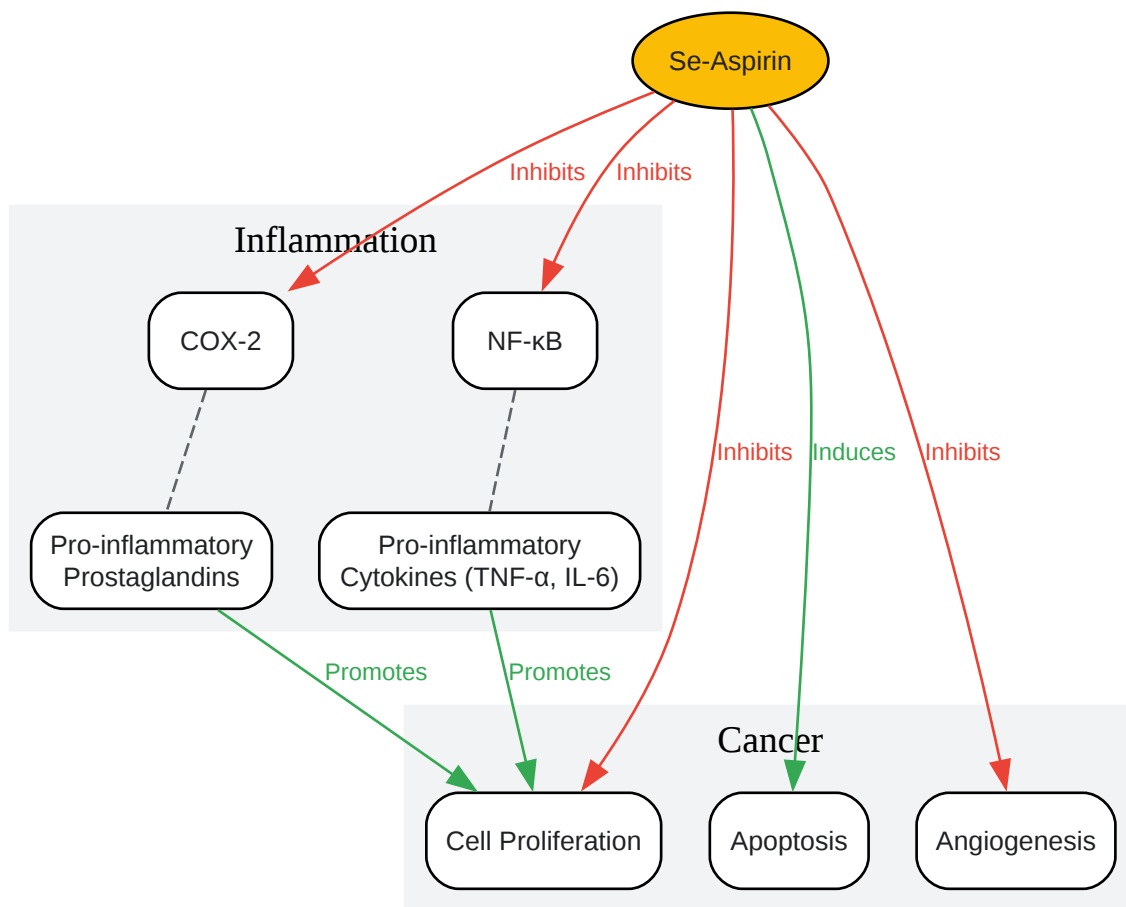 Se-Aspirin
Inhibits
Inhibits
Inflammation
COX-2
NF-κB
Inhibits
Induces
Inhibits
Pro-inflammatory
Prostaglandins
Pro-inflammatory
Cytokines (TNF-α, IL-6)
Promotes
Promotes
Cancer
Cell Proliferation
Apoptosis
Angiogenesis